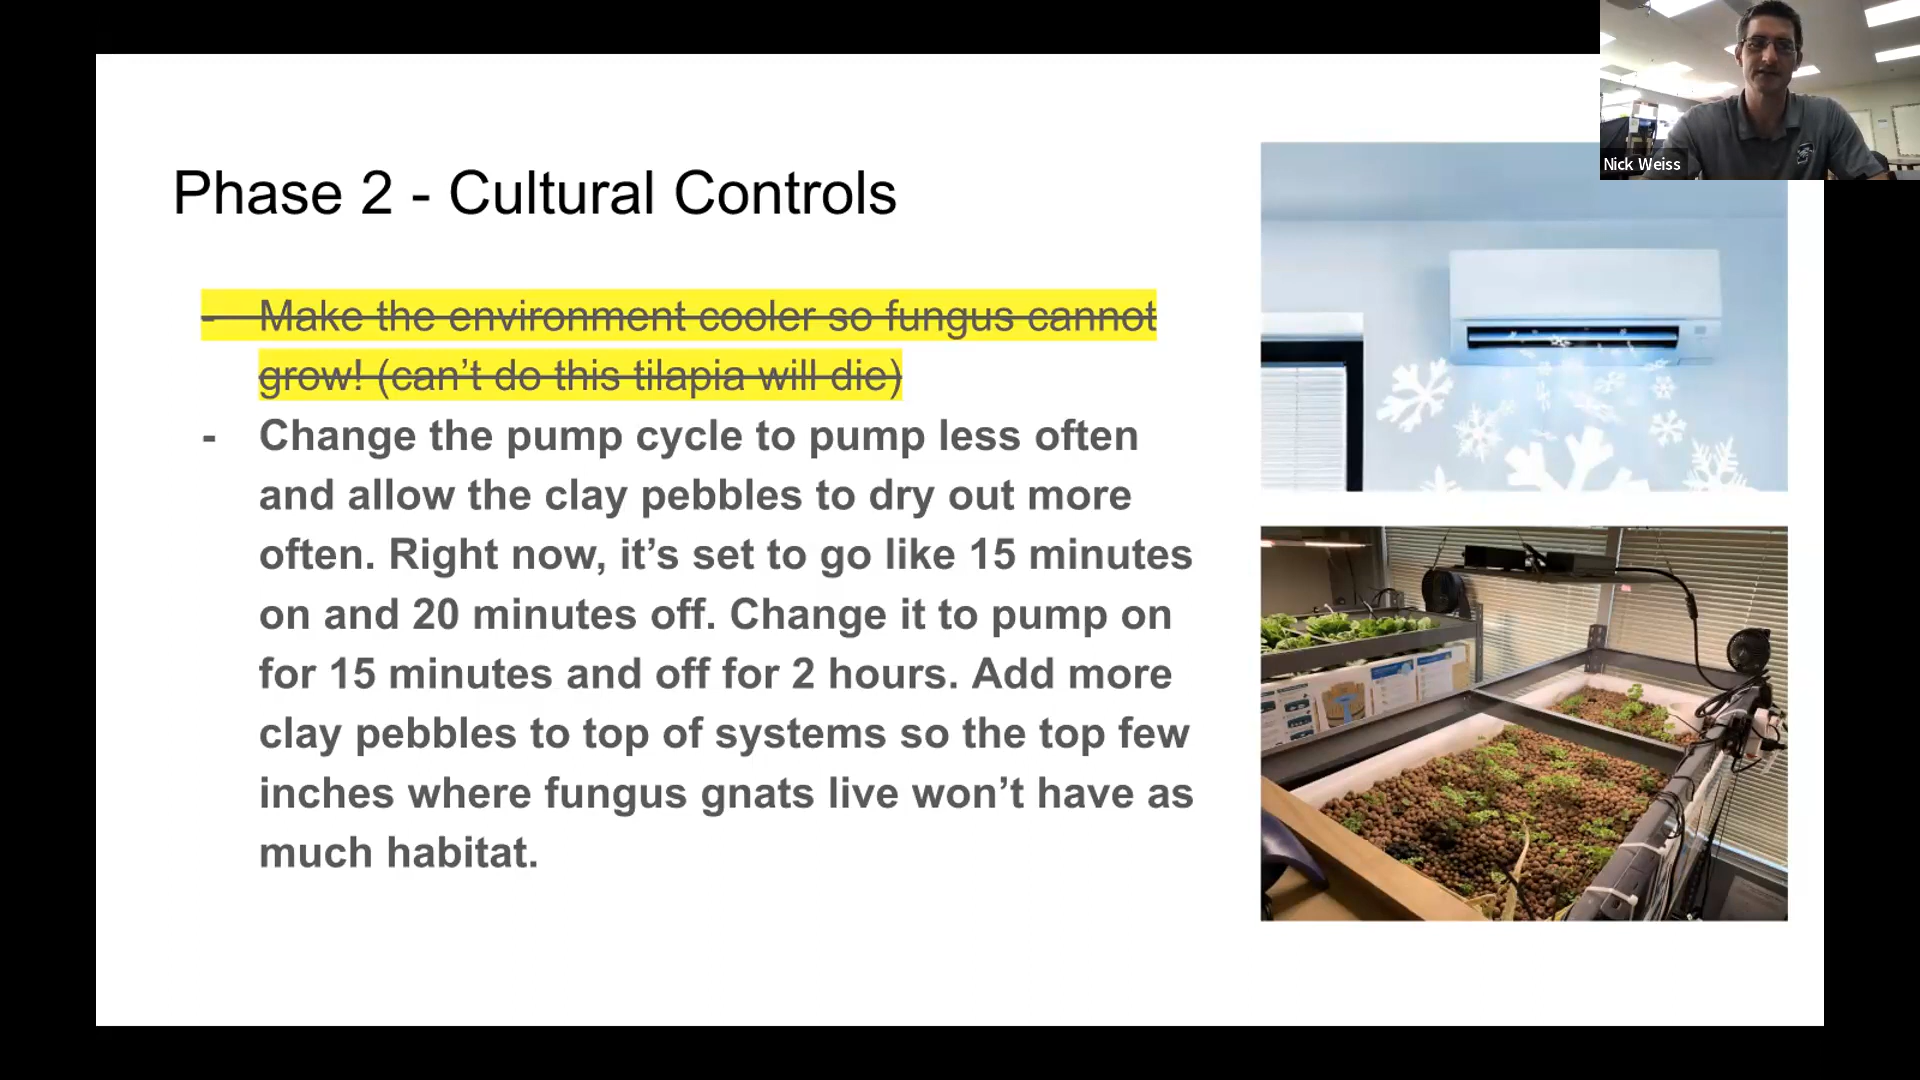 Nick Weiss
Phase 2 - Cultural Controls
- Make the environment cooler so fungus cannot
grow! (can’t do this tilapia will die)
- Change the pump cycle to pump less often
and allow the clay pebbles to dry out more
often. Right now, it’s set to go like 15 minutes
on and 20 minutes off. Change it to pump on
for 15 minutes and off for 2 hours. Add more
clay pebbles to top of systems so the top few
inches where fungus gnats live won’t have as
much habitat.